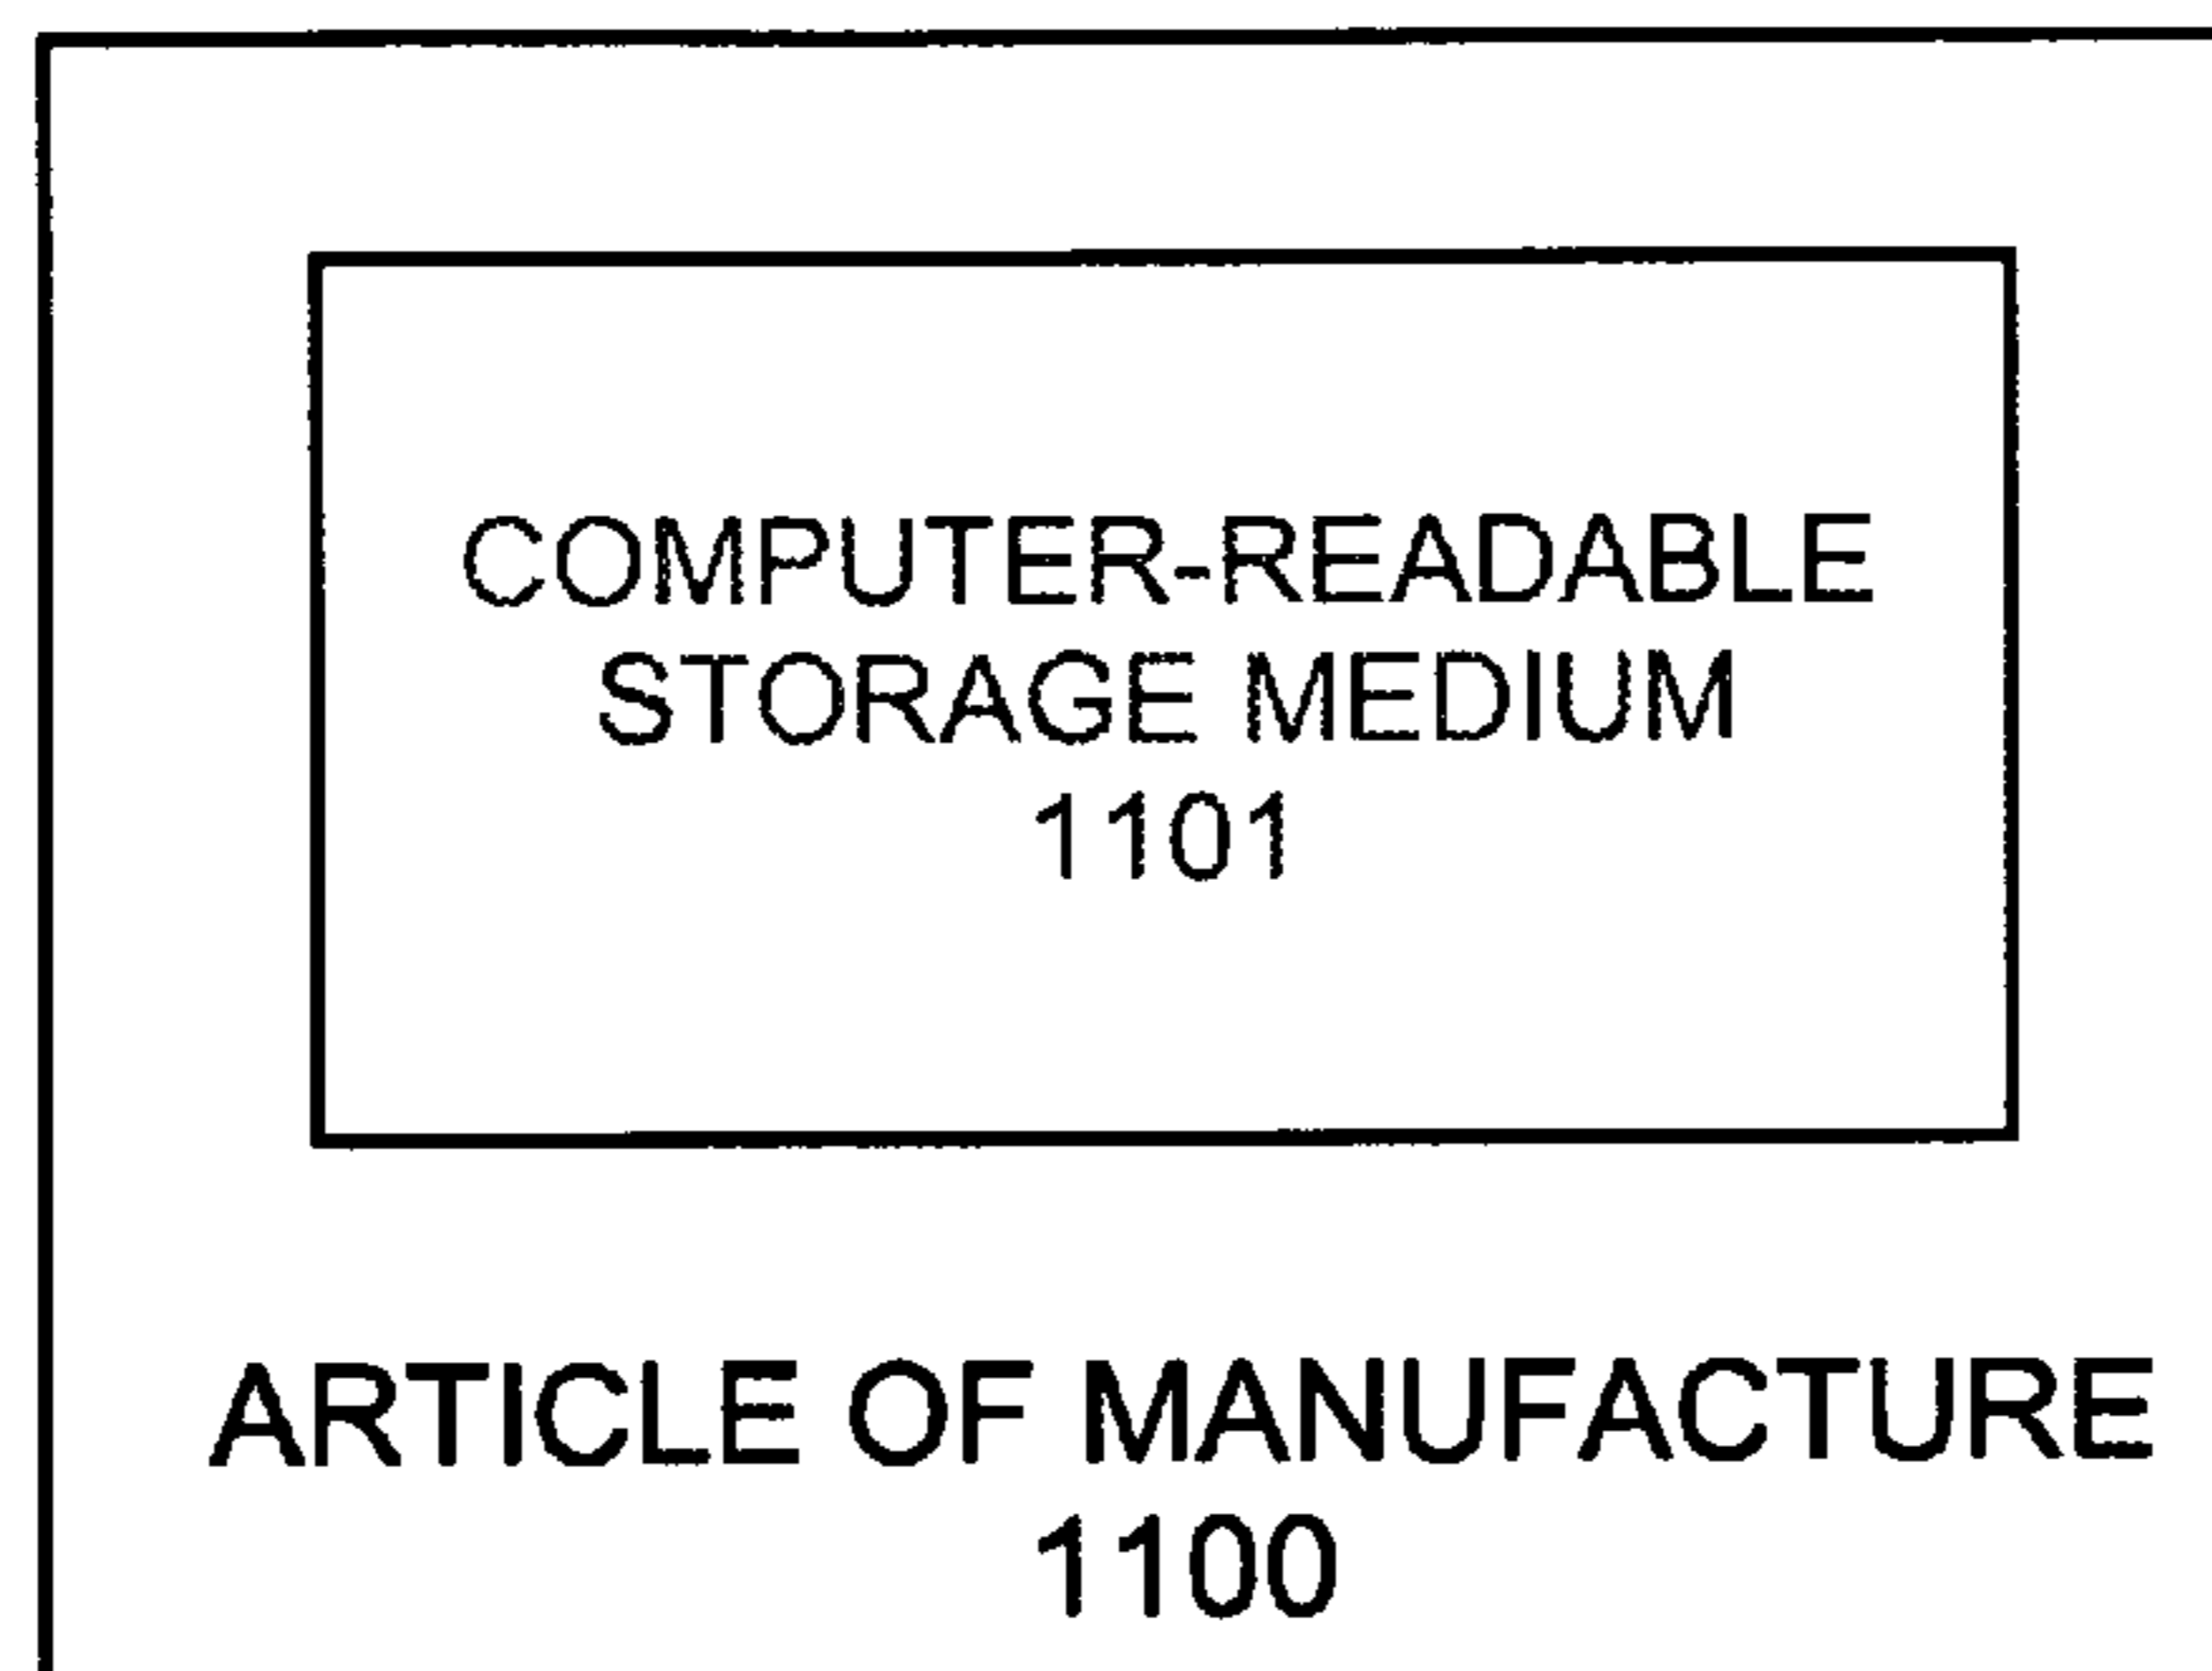 COMPUTER-READABLE
STORAGE MEDIUM
1101
ARTICLE OF MANUFACTURE
1100